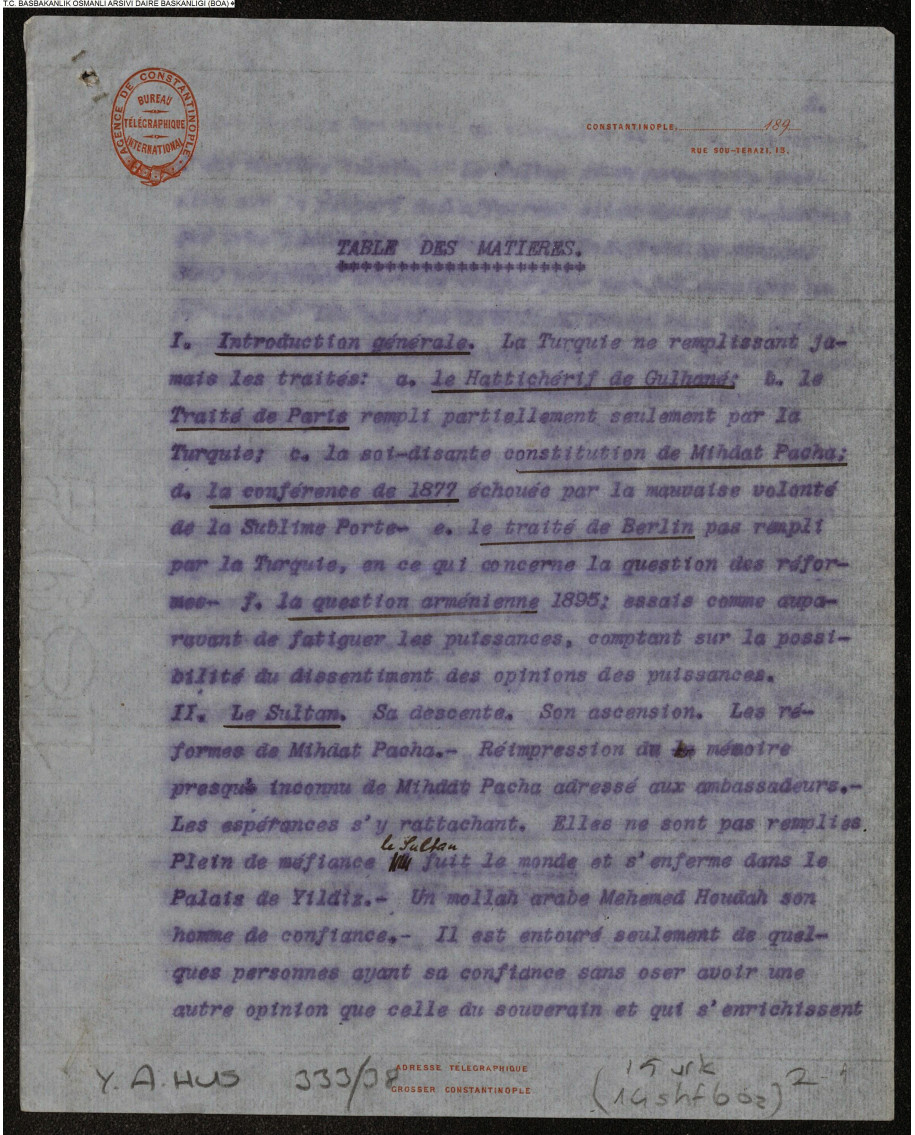 T.C. BASBAKANLIK OSMANLI ARSIVI DAIRE BASKANLIGI (BOA)
AGENCE DE CONSTANTINOPLE.
BUREAU
TÉLÉGRAPHIQUE
INTERNATIONAL
CONSTANTINOPLE, 189
RUE SOU-TERAZI, 13.
TABLE DES MATIERES.
I. Introduction générale. La Turquie ne remplissant ja-
mais les traités: a. le Hattichérif de Gulhané; b. le
Traité de Paris rempli partiellement seulement par la
Turquie; c. la soi-disante constitution de Mihdat Pacha;
d. la conférence de 1877 échouée par la mauvaise volonté
de la Sublime Porte- e. le traité de Berlin pas rempli
par la Turquie, en ce qui concerne la question des réfor-
mes- f. la question arménienne 1895; essais comme aupa-
ravant de fatiguer les puissances, comptant sur la possi-
bilité du dissentiment des opinions des puissances.
II. Le Sultan. Sa descente. Son ascension. Les ré-
formes de Mihdat Pacha.- Réimpression du mémoire
presque inconnu de Mihdat Pacha adressé aux ambassadeurs.-
Les espérances s'y rattachant. Elles ne sont pas remplies.
Plein de méfiance le Sultan fuit le monde et s'enferme dans le
Palais de Yildiz.- Un mollah arabe Mehemed Houdah son
homme de confiance.- Il est entouré seulement de quel-
ques personnes ayant sa confiance sans oser avoir une
autre opinion que celle du souverain et qui s'enrichissent
ADRESSE TÉLÉGRAPHIQUE
GROSSER CONSTANTINOPLE.
Y. A. HUS 333/98